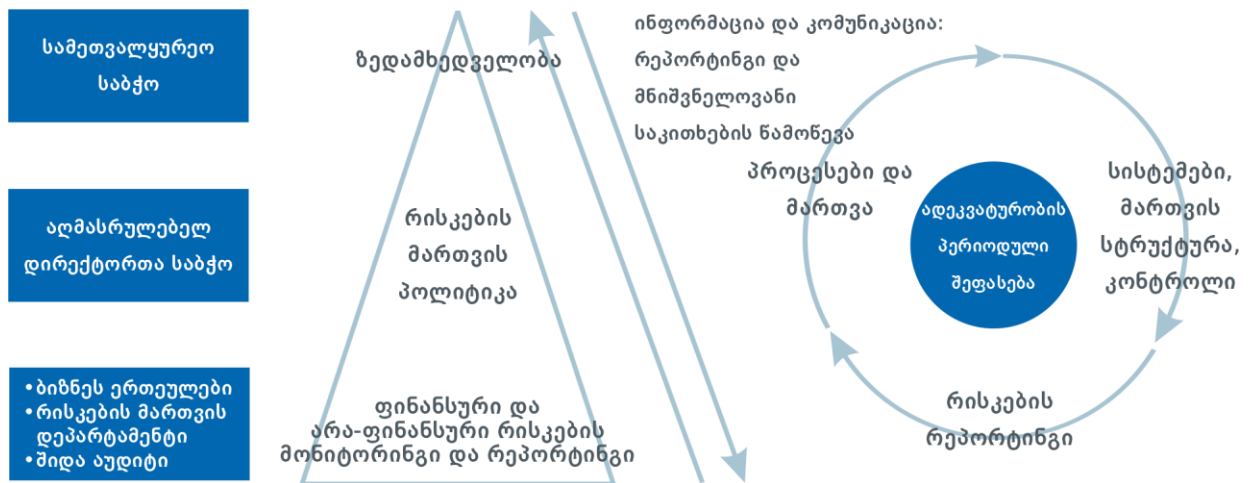 სამეთვალყურეო
საბჭო
აღმასრულებელ
დირექტორთა საბჭო
•ბიზნეს ერთეულები
•რისკების მართვის
დეპარტამენტი
•შიდა აუდიტი
ზედამხედველობა
რისკების
მართვის
პოლიტიკა
ფინანსური და
არა-ფინანსური რისკების
მონიტორინგი და რეპორტინგი
ინფორმაცია და კომუნიკაცია:
რეპორტინგი და
მნიშვნელოვანი
საკითხების წამოწევა
პროცესები და
მართვა
ადეკვატურობის
პერიოდული
შეფასება
სისტემები,
მართვის
სტრუქტურა,
კონტროლი
რისკების
რეპორტინგი